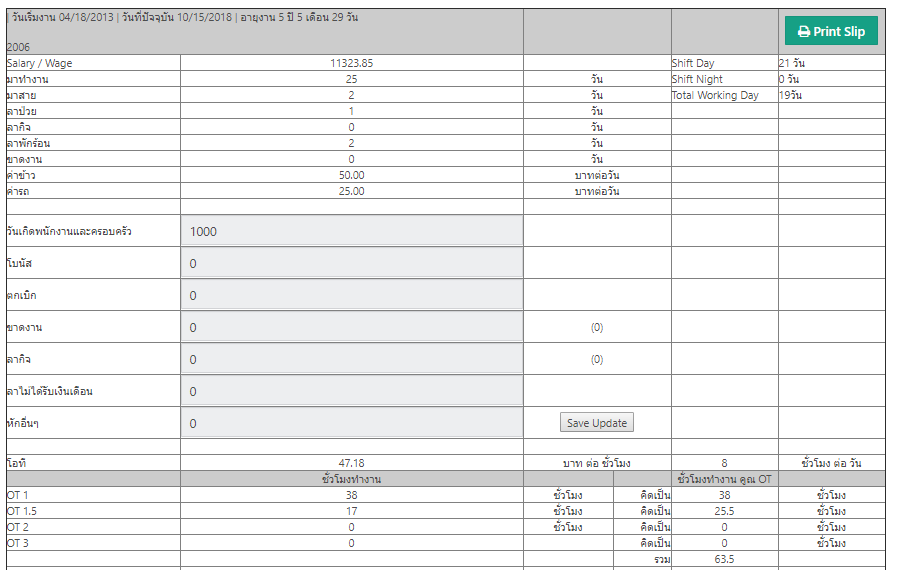 | วันเริ่มงาน 04/18/2013 | วันที่ปัจจุบัน 10/15/2018 | อายุงาน 5 ปี 5 เดือน 29 วัน
Print Slip
2006
Salary / Wage 11323.85 Shift Day 21 วัน
มาทำงาน 25 วัน Shift Night 0 วัน
มาสาย 2 วัน Total Working Day 19วัน
ลาป่วย 1 วัน
ลากิจ 0 วัน
ลาพักร้อน 2 วัน
ขาดงาน 0 วัน
ค่าข้าว 50.00 บาทต่อวัน
ค่ารถ 25.00 บาทต่อวัน
วันเกิดพนักงานและครอบครัว 1000
โบนัส 0
ตกเบิก 0
ขาดงาน 0 (0)
ลากิจ 0 (0)
ลาไม่ได้รับเงินเดือน 0
หักอื่นๆ 0 Save Update
โอที 47.18 บาท ต่อ ชั่วโมง 8 ชั่วโมง ต่อ วัน
ชั่วโมงทำงาน ชั่วโมงทำงาน คูณ OT
OT 1 38 ชั่วโมง คิดเป็น 38 ชั่วโมง
OT 1.5 17 ชั่วโมง คิดเป็น 25.5 ชั่วโมง
OT 2 0 ชั่วโมง คิดเป็น 0 ชั่วโมง
OT 3 0 คิดเป็น 0 ชั่วโมง
รวม 63.5